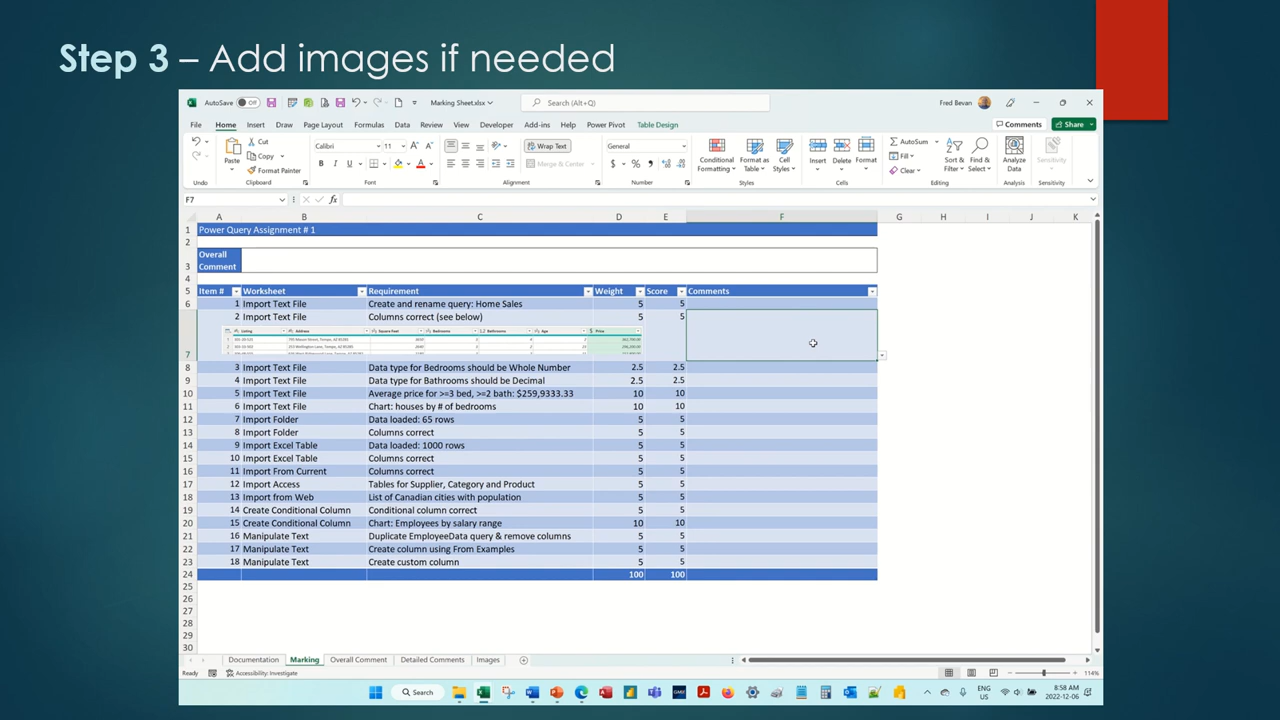 Step 3 – Add images if needed
AutoSave Off Marking Sheet.xlsx Search (Alt+Q) Fred Bevan
File Home Insert Draw Page Layout Formulas Data Review View Developer Add-ins Help Power Pivot Table Design Comments Share
Paste Cut Copy Format Painter Calibri 11 Wrap Text Merge & Center General Conditional Formatting Format as Table Cell Styles Insert Delete Format AutoSum Fill Clear Sort & Filter Find & Select Analyze Data Sensitivity
Undo Clipboard Font Alignment Number Styles Cells Editing Analysis Sensitivity
F7 fx
A B C D E F G H I J K
1 Power Query Assignment # 1
2
3 Overall Comment
4
5 Item # Worksheet Requirement Weight Score Comments
6 1 Import Text File Create and rename query: Home Sales 5 5
7 2 Import Text File Columns correct (see below) 5 5
Listing Address Square Feet Bedrooms Bathrooms Age Price
8 3 Import Text File Data type for Bedrooms should be Whole Number 2.5 2.5
9 4 Import Text File Data type for Bathrooms should be Decimal 2.5 2.5
10 5 Import Text File Average price for >=3 bed, >=2 bath: $259,9333.33 10 10
11 6 Import Text File Chart: houses by # of bedrooms 10 10
12 7 Import Folder Data loaded: 65 rows 5 5
13 8 Import Folder Columns correct 5 5
14 9 Import Excel Table Data loaded: 1000 rows 5 5
15 10 Import Excel Table Columns correct 5 5
16 11 Import From Current Columns correct 5 5
17 12 Import Access Tables for Supplier, Category and Product 5 5
18 13 Import from Web List of Canadian cities with population 5 5
19 14 Create Conditional Column Conditional column correct 5 5
20 15 Create Conditional Column Chart: Employees by salary range 10 10
21 16 Manipulate Text Duplicate EmployeeData query & remove columns 5 5
22 17 Manipulate Text Create column using From Examples 5 5
23 18 Manipulate Text Create custom column 5 5
24 100 100
25
26
27
28
29
30
Documentation Marking Overall Comment Detailed Comments Images
Ready Accessibility: Investigate 114%
Search ENG US 8:58 AM 2022-12-06